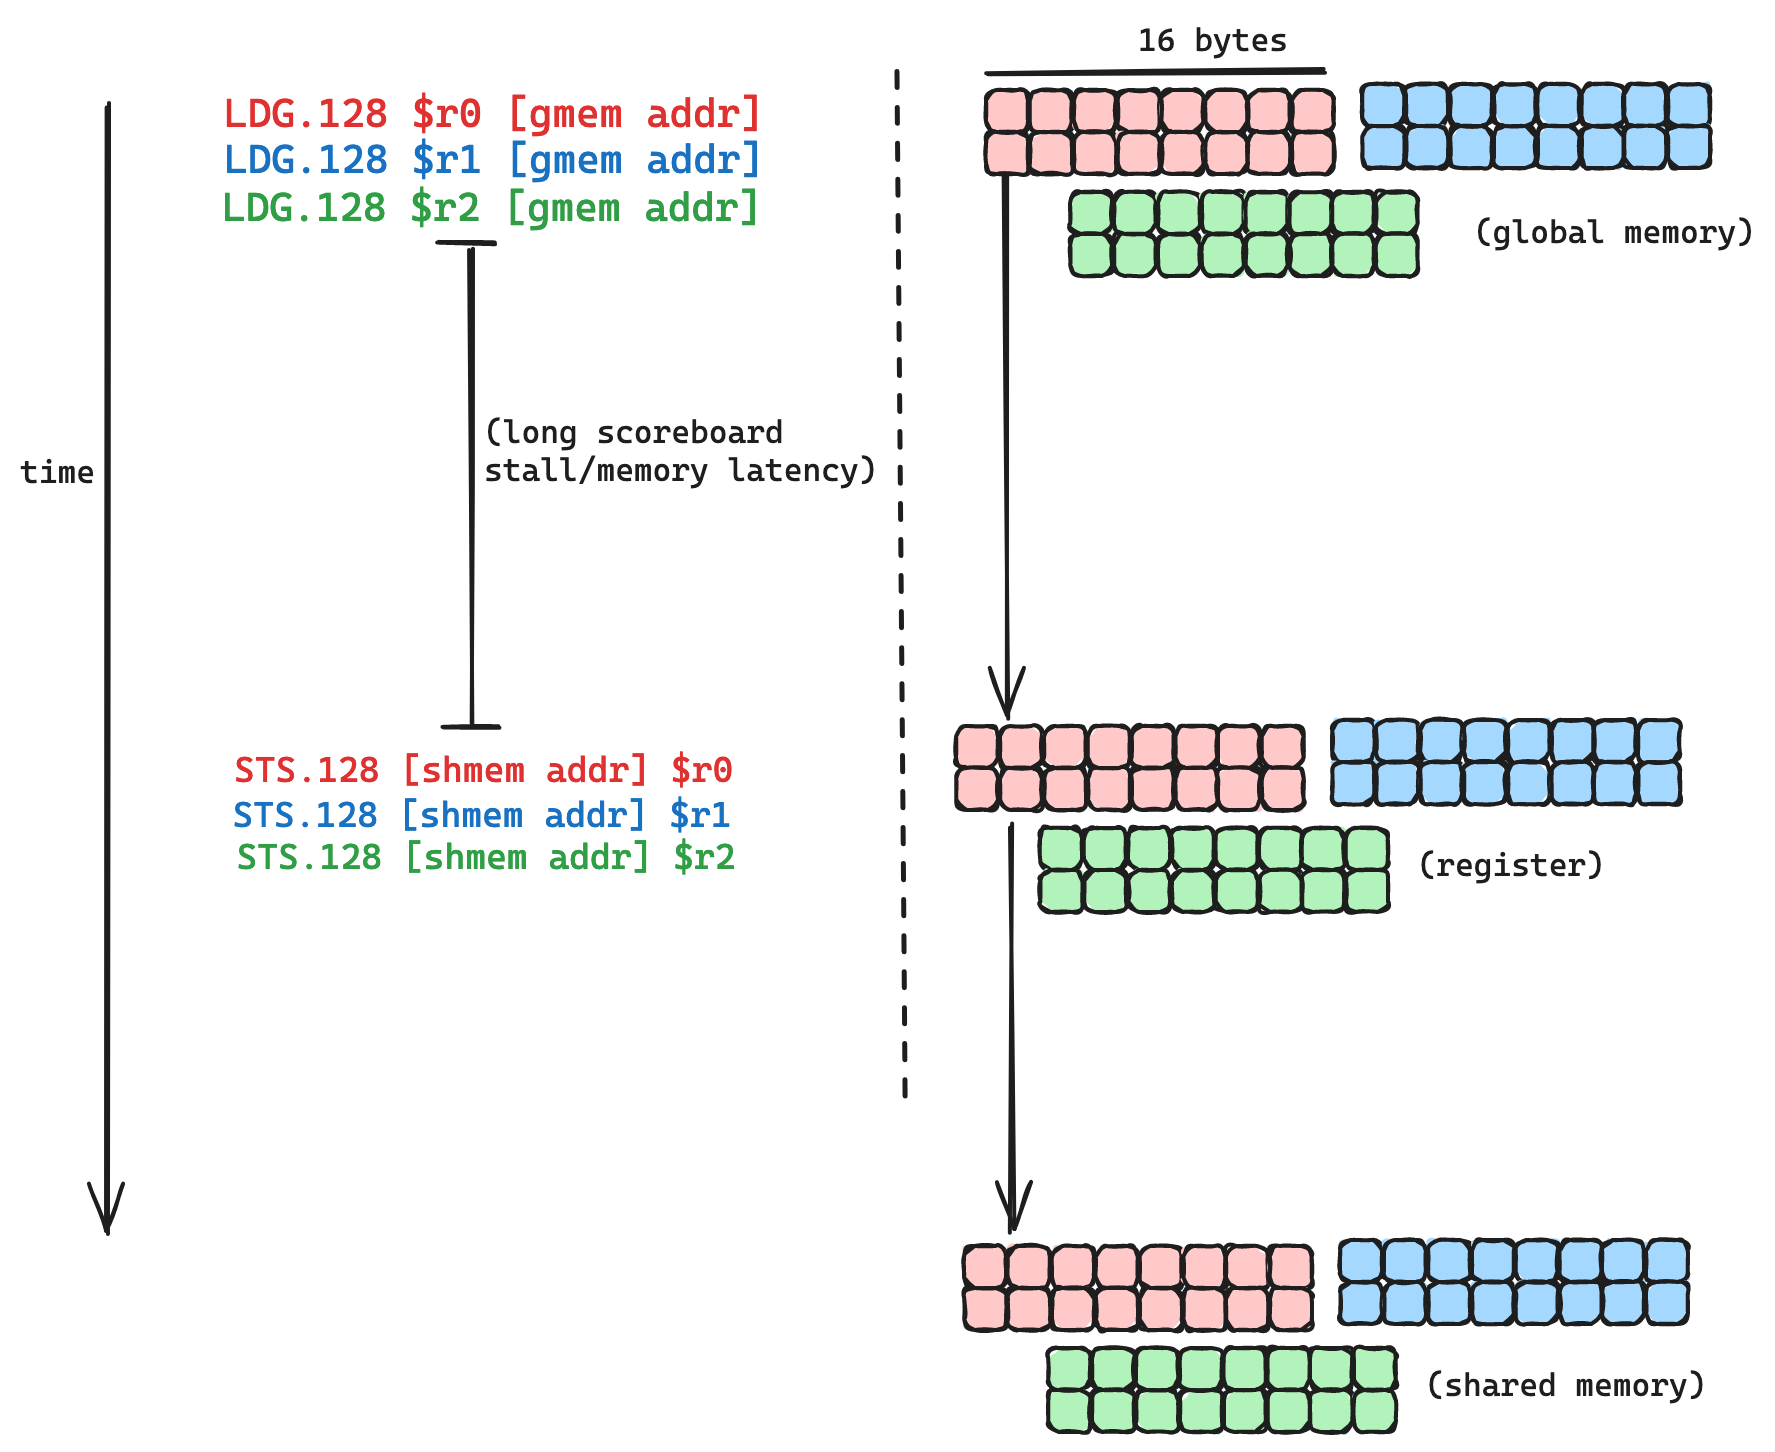 16 bytes
LDG.128 $r0 [gmem addr]
LDG.128 $r1 [gmem addr]
LDG.128 $r2 [gmem addr]
(global memory)
(long scoreboard
stall/memory latency)
time
STS.128 [shmem addr] $r0
STS.128 [shmem addr] $r1
STS.128 [shmem addr] $r2
(register)
(shared memory)